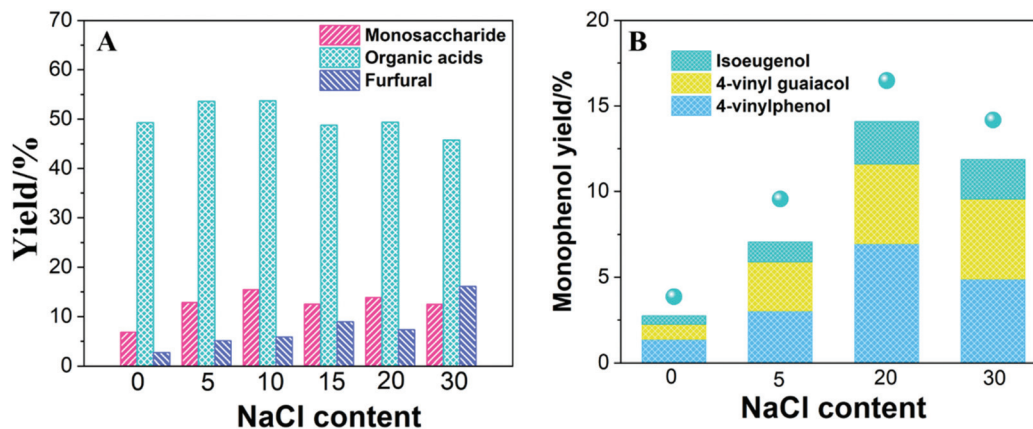 A
Monosaccharide
Organic acids
Furfural
Yield/%
70
60
50
40
30
20
10
0
0 5 10 15 20 30
NaCl content
B
Isoeugenol
4-vinyl guaiacol
4-vinylphenol
Monophenol yield/%
20
15
10
5
0
0 5 20 30
NaCl content